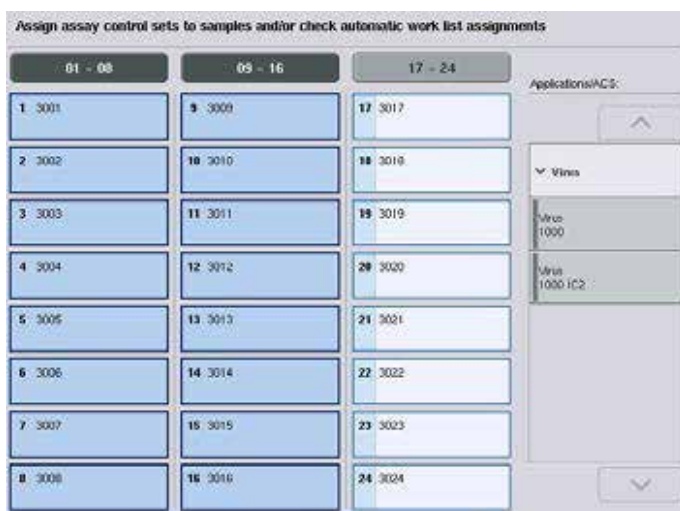 Assign assay control sets to samples and/or check automatic work list assignments
01 - 08
09 - 16
17 - 24
Applications/ACS:
1 3001
9 3009
17 3017
2 3002
10 3010
18 3018
Virus
3 3003
11 3011
19 3019
Virus
1000
4 3004
12 3012
20 3020
Virus
1000 IC2
5 3005
13 3013
21 3021
6 3006
14 3014
22 3022
7 3007
15 3015
23 3023
8 3008
16 3016
24 3024